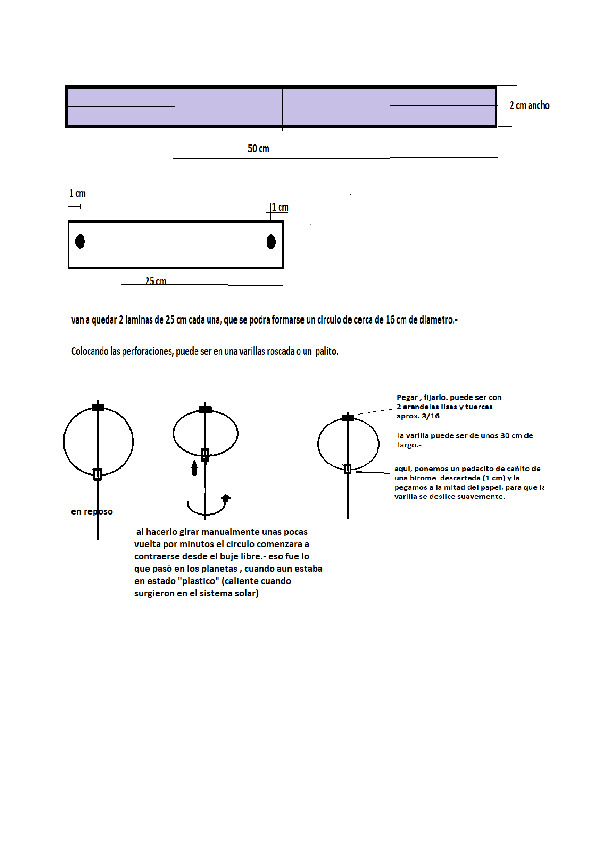 2 cm ancho
50 cm
1 cm
1 cm
25 cm
van a quedar 2 laminas de 25 cm cada una, que se podra formarse un circulo de cerca de 16 cm de diametro.-
Colocando las perforaciones, puede ser en una varillas roscada o un palito.
Pegar , fijarlo. puede ser con
2 arandelas lisas y tuercas
aprox. 3/16
la varilla puede ser de unos 30 cm de
largo.-
aqui, ponemos un pedacito de cañito de
una birome descartada (1 cm) y la
pegamos a la mitad del papel. para que la
varilla se deslice suavemente.
en reposo
al hacerlo girar manualmente unas pocas
vuelta por minutos el circulo comenzara a
contraerse desde el buje libre.- eso fue lo
que pasó en los planetas , cuando aun estaba
en estado "plastico" (caliente cuando
surgieron en el sistema solar)